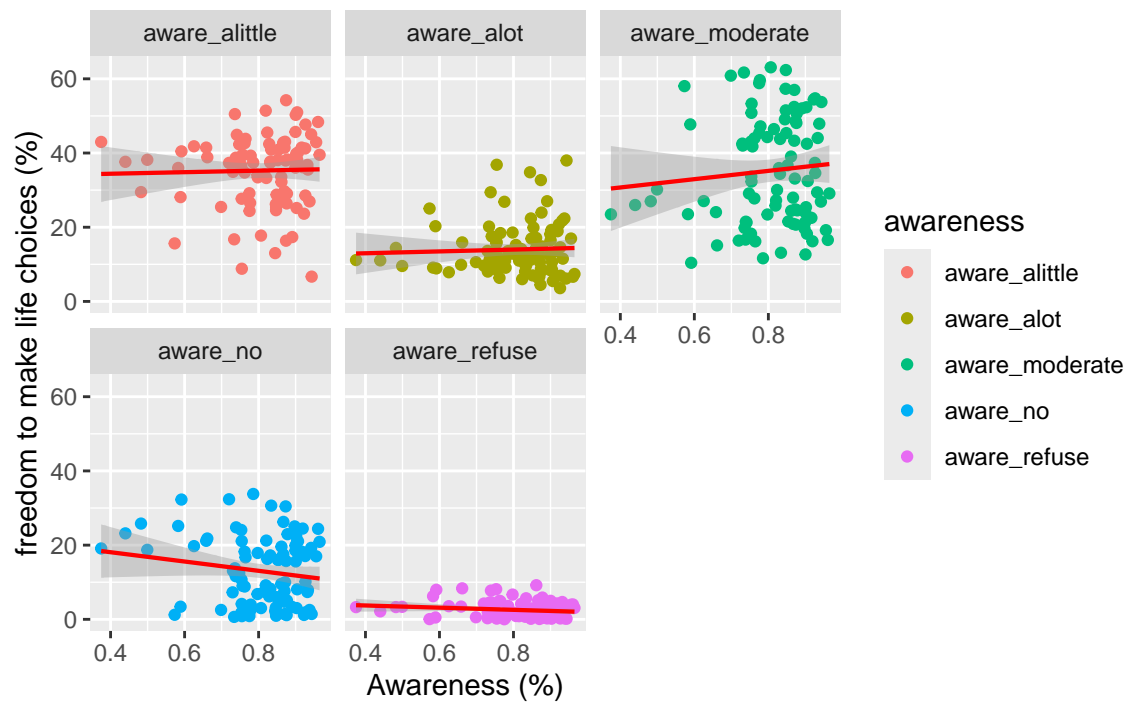 aware_alittle
aware_alot
aware_moderate
60
40
20
0
0.4 0.6 0.8
aware_no
aware_refuse
60
40
20
0
0.4 0.6 0.8
0.4 0.6 0.8
freedom to make life choices (%)
Awareness (%)
awareness
aware_alittle
aware_alot
aware_moderate
aware_no
aware_refuse